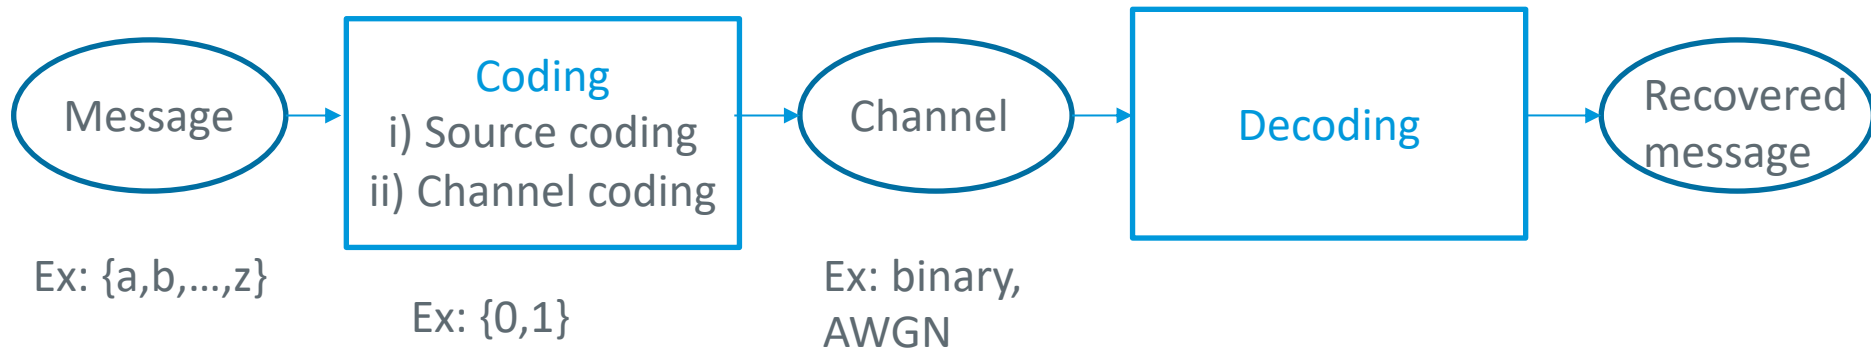 Message
Coding
i) Source coding
ii) Channel coding
Channel
Decoding
Recovered
message
Ex: {a,b,...,z}
Ex: {0,1}
Ex: binary,
AWGN